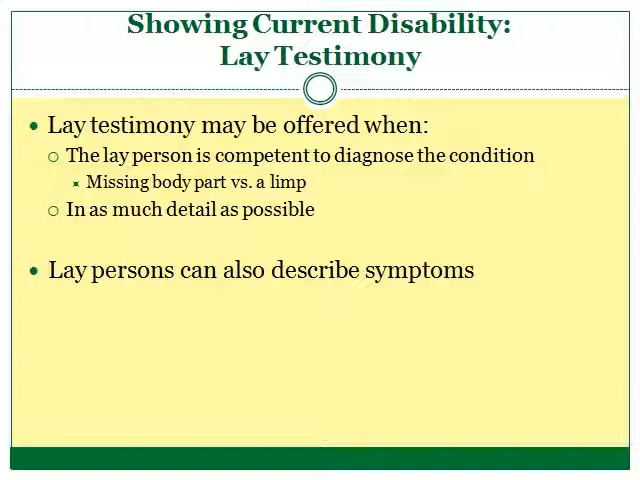 Showing Current Disability:
Lay Testimony
• Lay testimony may be offered when:
○ The lay person is competent to diagnose the condition
Missing body part vs. a limp
○ In as much detail as possible
• Lay persons can also describe symptoms